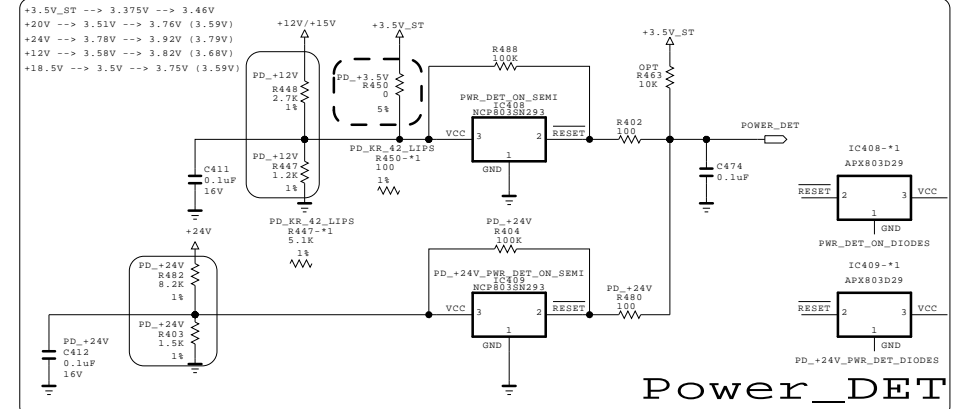 +3.5V_ST --> 3.375V --> 3.46V
+20V --> 3.51V --> 3.76V (3.59V)
+24V --> 3.78V --> 3.92V (3.79V)
+12V --> 3.58V --> 3.82V (3.68V)
+18.5V --> 3.5V --> 3.75V (3.59V)
+12V/+15V
+3.5V_ST
PD_+12V
R448
2.7K
1%
PD_+3.5V
R450
0
5%
R488
100K
PWR_DET_ON_SEMI
IC408
NCP803SN293
VCC
3
2
RESET
1
GND
+3.5V_ST
OPT
R463
10K
R402
100
POWER_DET
C474
0.1uF
PD_+12V
R447
1.2K
1%
C411
0.1uF
16V
PD_KR_42_LIPS
R450-*1
100
1%
PD_KR_42_LIPS
R447-*1
5.1K
1%
IC408-*1
APX803D29
RESET
2
3
VCC
1
GND
PWR_DET_ON_DIODES
+24V
PD_+24V
R482
8.2K
1%
PD_+24V
R403
1.5K
1%
PD_+24V
C412
0.1uF
16V
PD_+24V
R404
100K
PD_+24V_PWR_DET_ON_SEMI
IC409
NCP803SN293
VCC
3
2
RESET
1
GND
PD_+24V
R480
100
IC409-*1
APX803D29
RESET
2
3
VCC
1
GND
PD_+24V_PWR_DET_DIODES
Power_DET